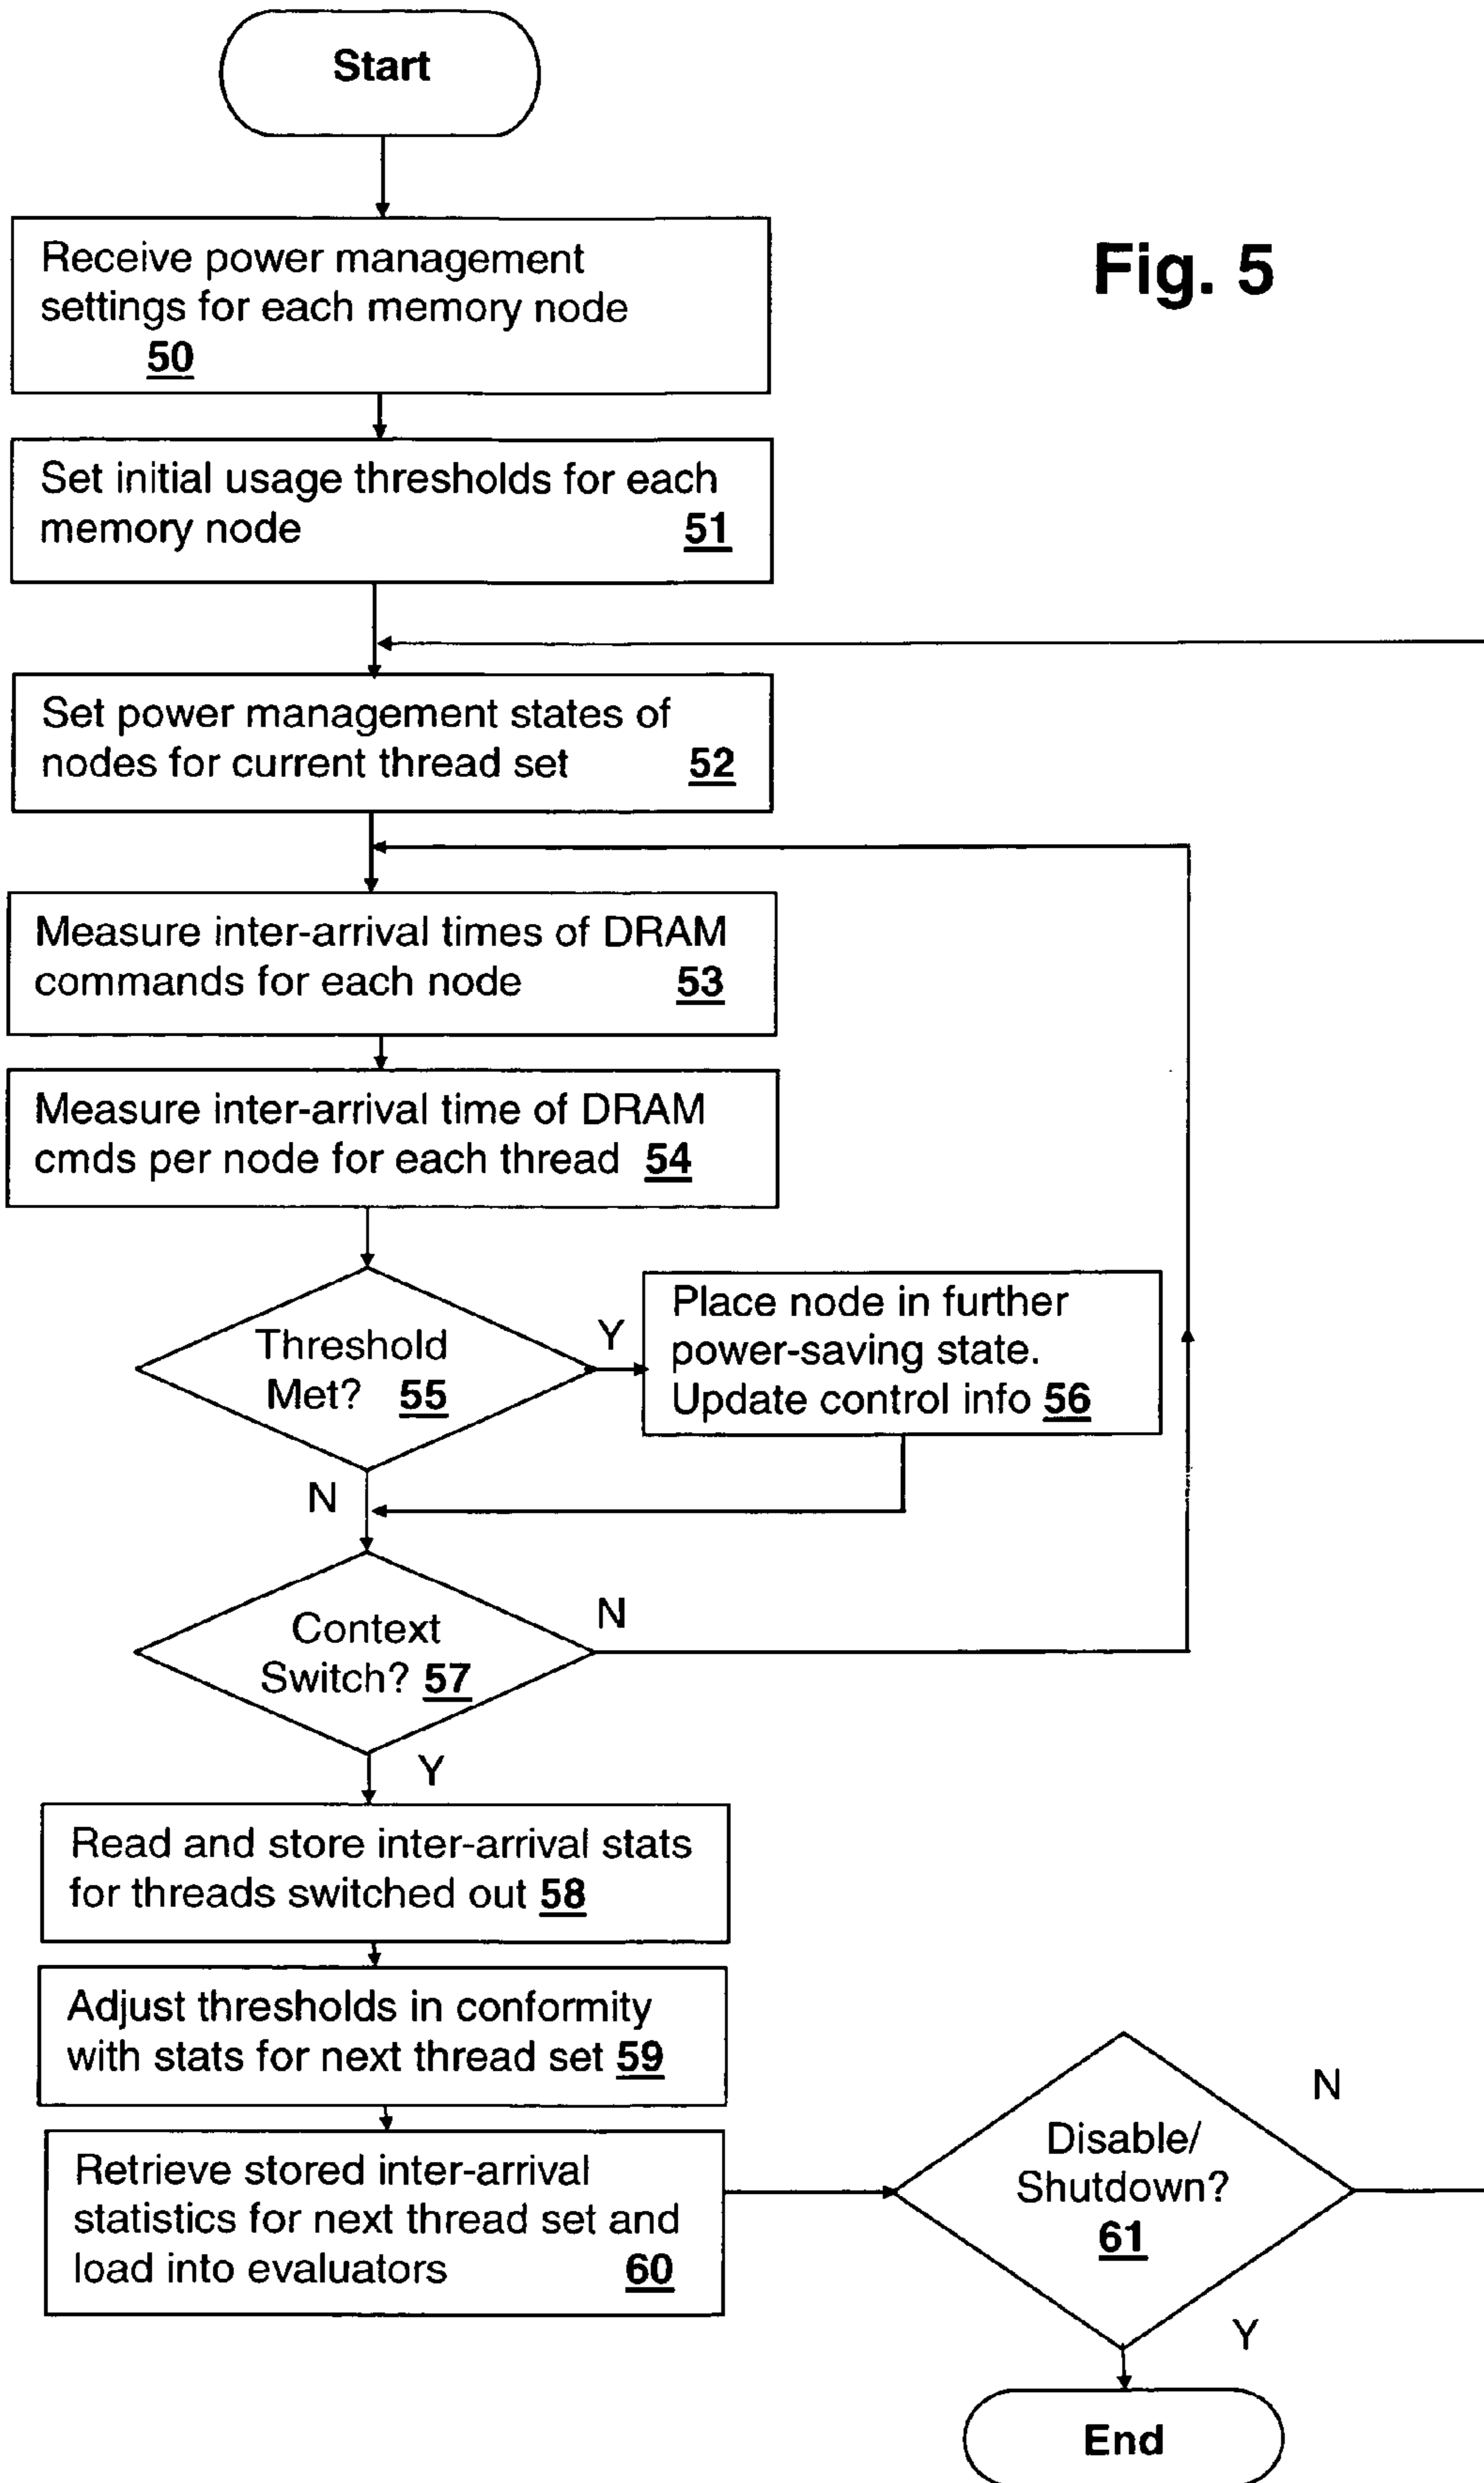 Start
Fig. 5
Receive power management
settings for each memory node
50
Set initial usage thresholds for each
memory node 51
Set power management states of
nodes for current thread set 52
Measure inter-arrival times of DRAM
commands for each node 53
Measure inter-arrival time of DRAM
cmds per node for each thread 54
Threshold
Met? 55
Y
Place node in further
power-saving state.
Update control info 56
N
Context
Switch? 57
N
Y
Read and store inter-arrival stats
for threads switched out 58
Adjust thresholds in conformity
with stats for next thread set 59
Retrieve stored inter-arrival
statistics for next thread set and
load into evaluators 60
Disable/
Shutdown?
61
N
Y
End